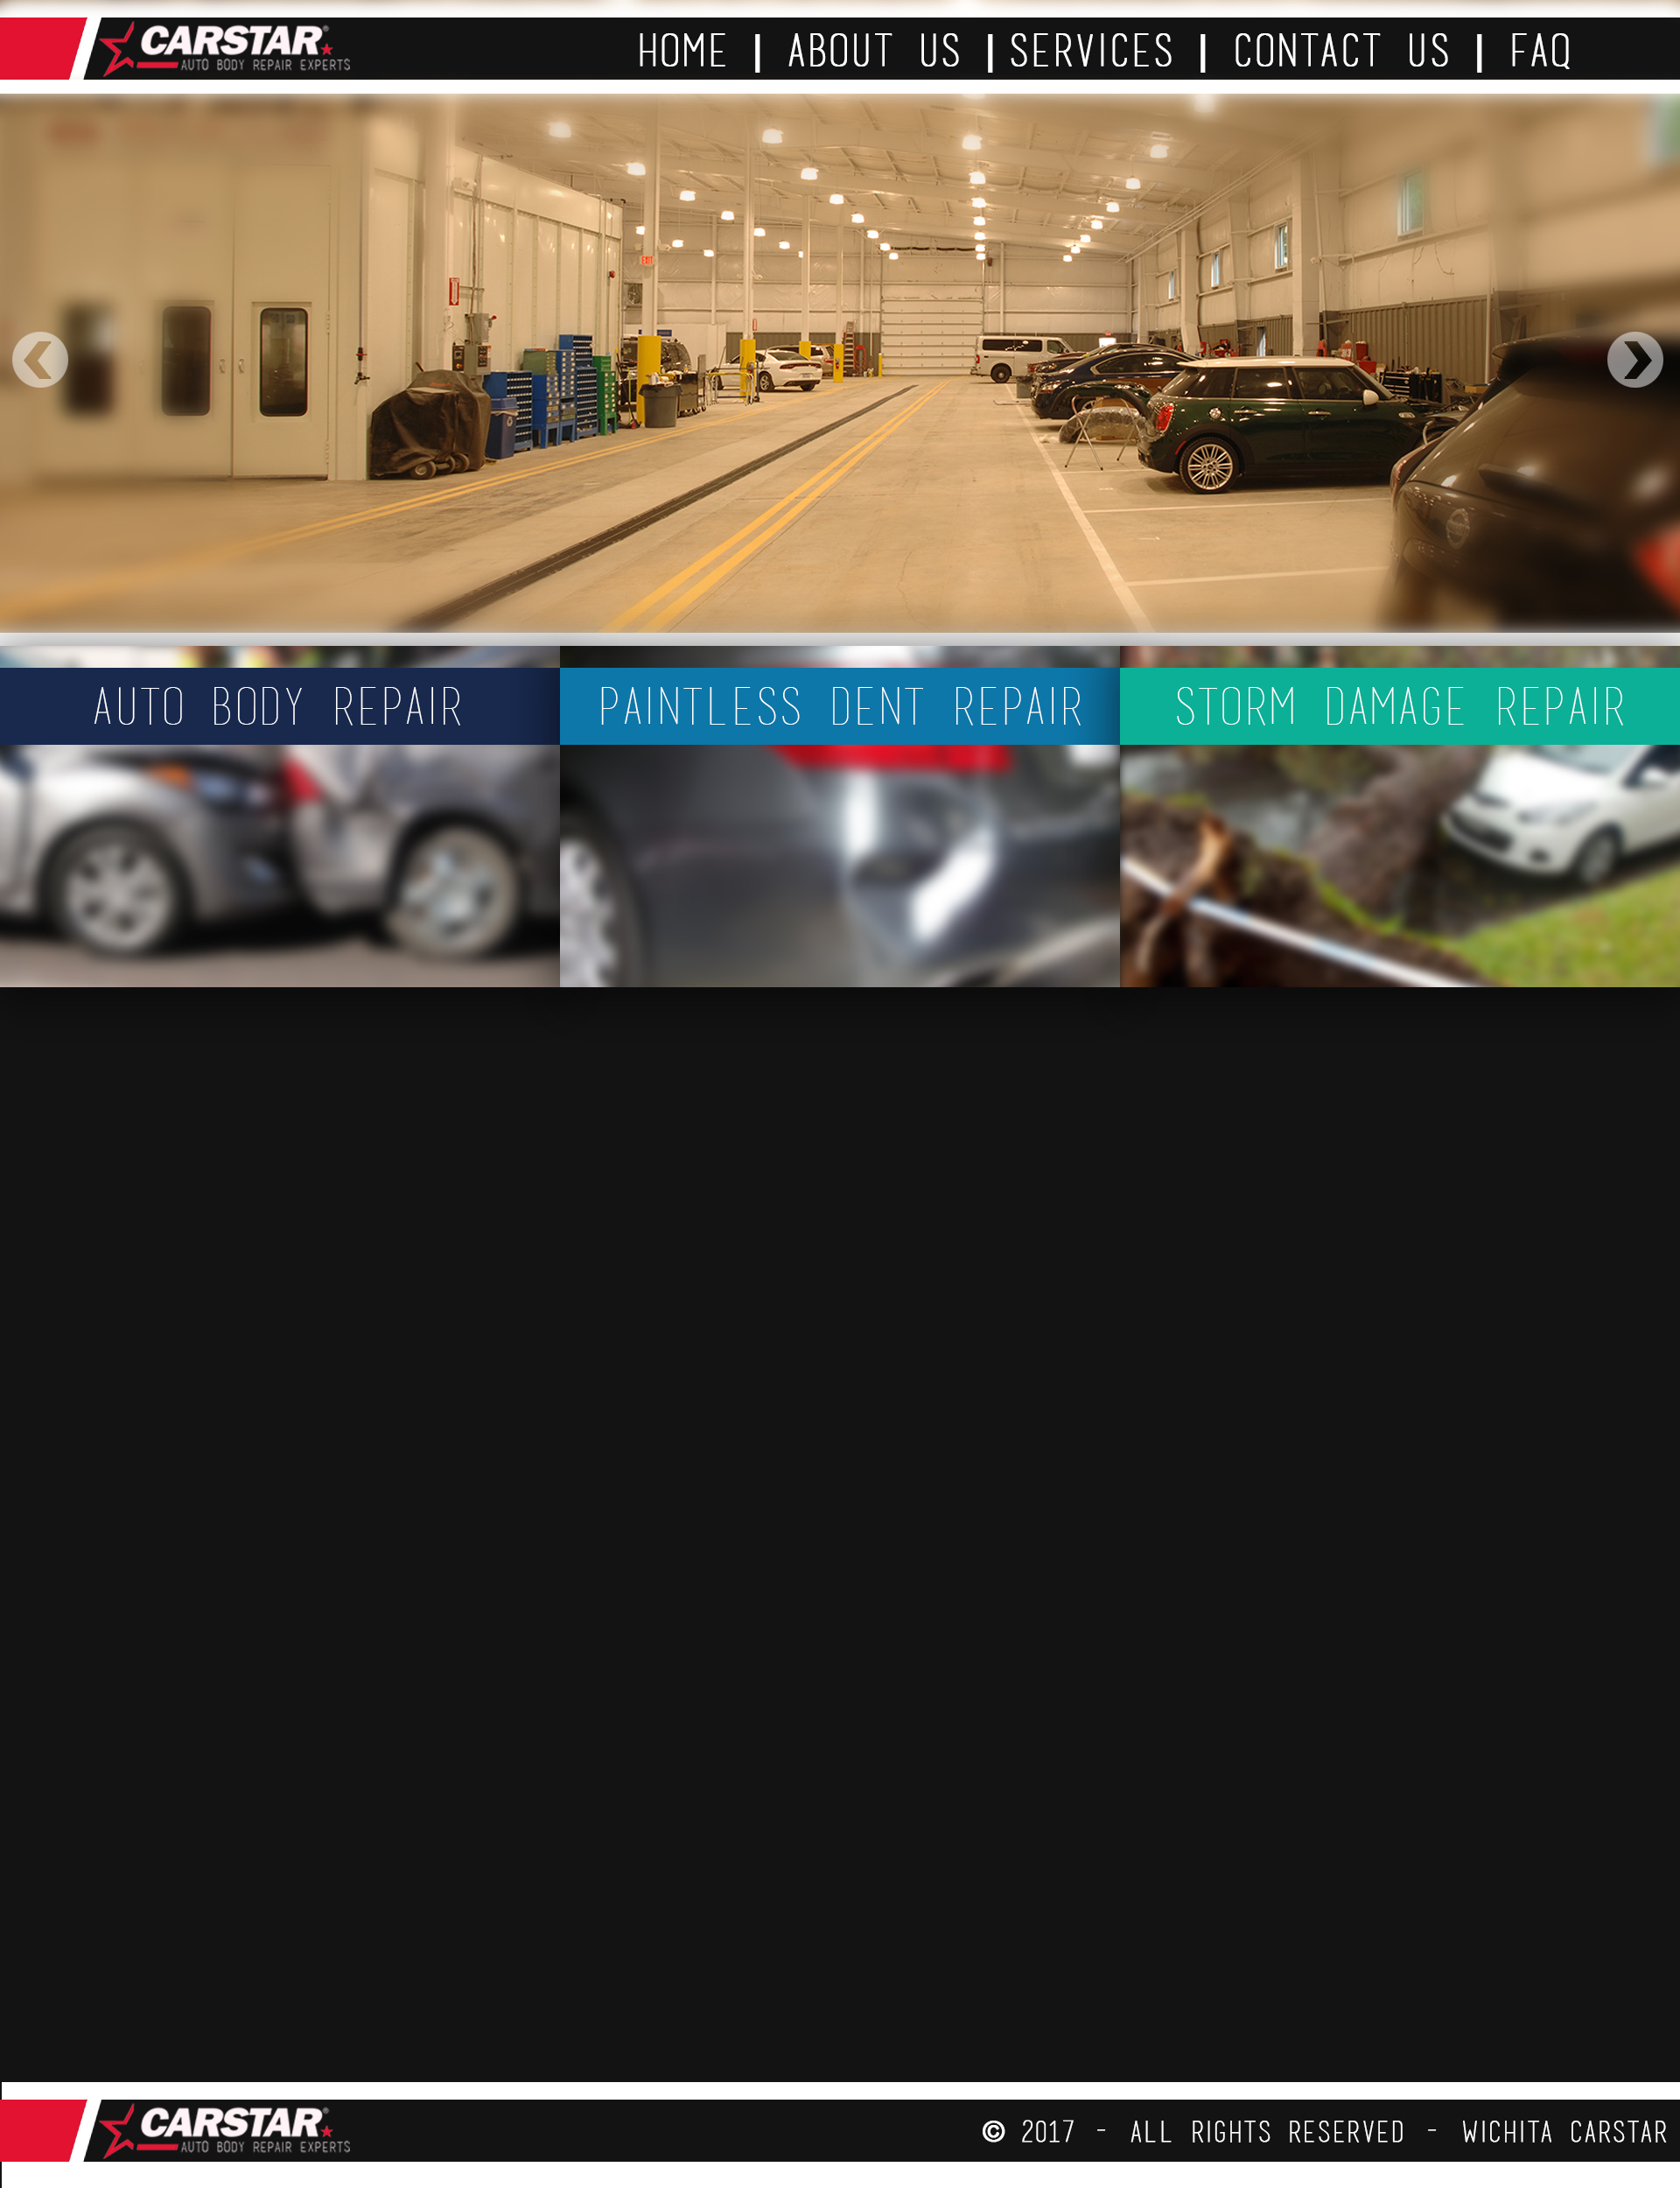 CARSTAR®
AUTO BODY REPAIR EXPERTS
HOME | ABOUT US | SERVICES | CONTACT US | FAQ
EXIT
AUTO BODY REPAIR
PAINTLESS DENT REPAIR
STORM DAMAGE REPAIR
CARSTAR®
AUTO BODY REPAIR EXPERTS
© 2017 - ALL RIGHTS RESERVED - WICHITA CARSTAR